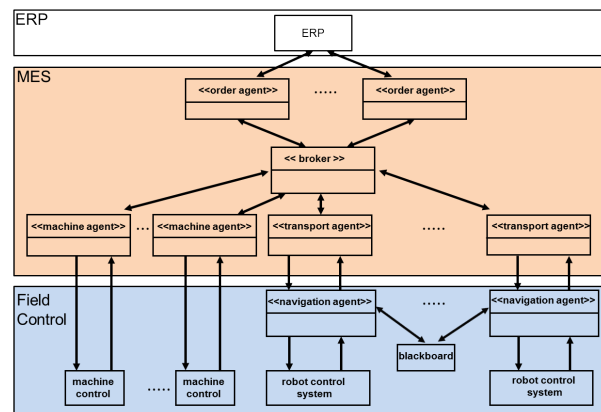 ERP
ERP
MES
<<order agent>> ..... <<order agent>>
<< broker >>
<<machine agent>> ... <<machine agent>> <<transport agent>> ..... <<transport agent>>
Field
Control
<<navigation agent>> ..... <<navigation agent>>
blackboard
machine
control
.....
machine
control
robot control
system
robot control
system